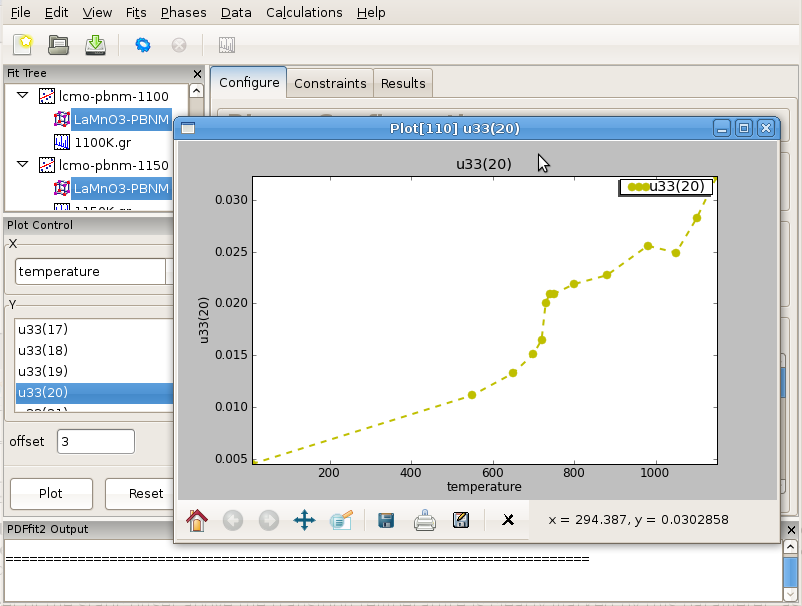 File Edit View Fits Phases Data Calculations Help
Fit Tree
lcmo-pbnm-1100
LaMnO3-PBNM
1100K.gr
lcmo-pbnm-1150
LaMnO3-PBNM
1150K.gr
Configure Constraints Results
Plot[110] u33(20)
u33(20)
u33(20)
0.030
0.025
0.020
0.015
0.010
0.005
u33(20)
200 400 600 800 1000
temperature
x = 294.387, y = 0.0302858
Plot Control
X
temperature
Y
u33(17)
u33(18)
u33(19)
u33(20)
offset 3
Plot Reset
PDFfit2 Output